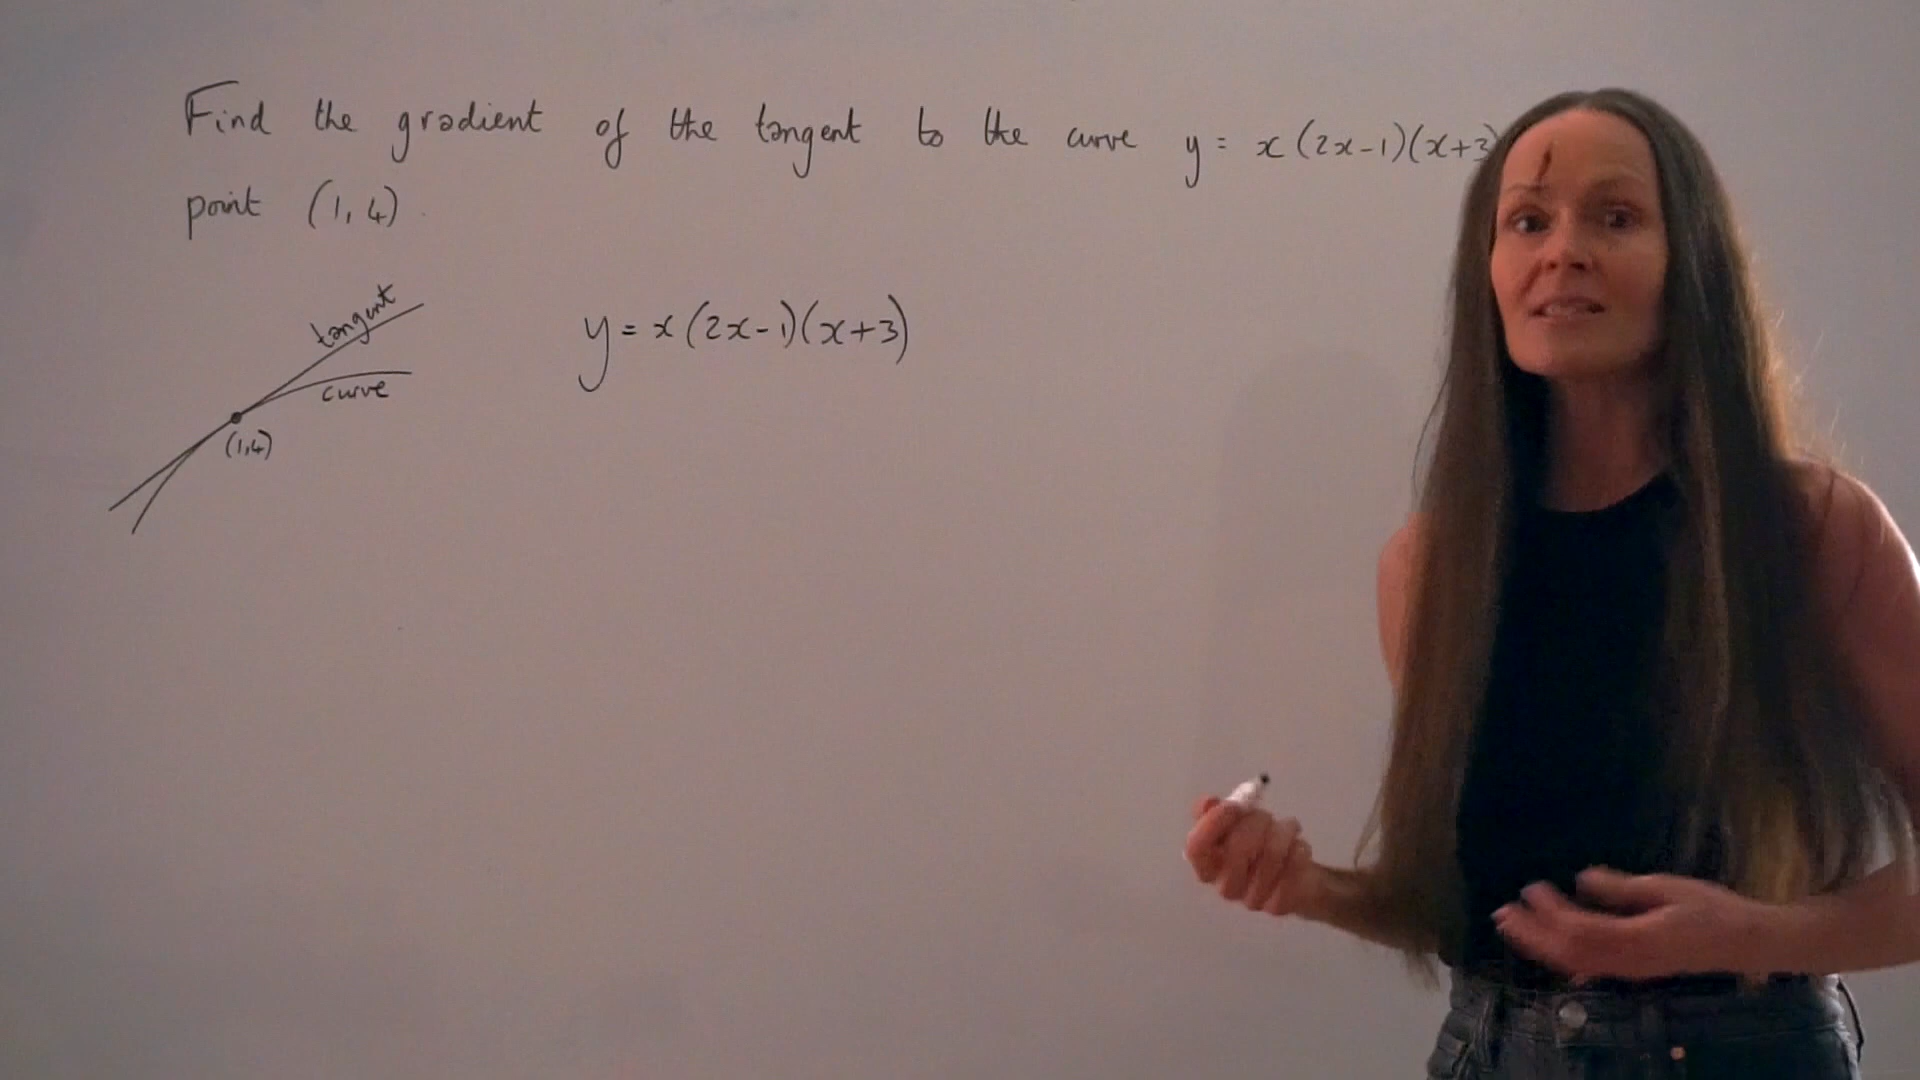 Find the gradient of the tangent to the curve y = x(2x-1)(x+3)
point (1, 4).
tangent
y = x(2x-1)(x+3)
curve
(1,4)